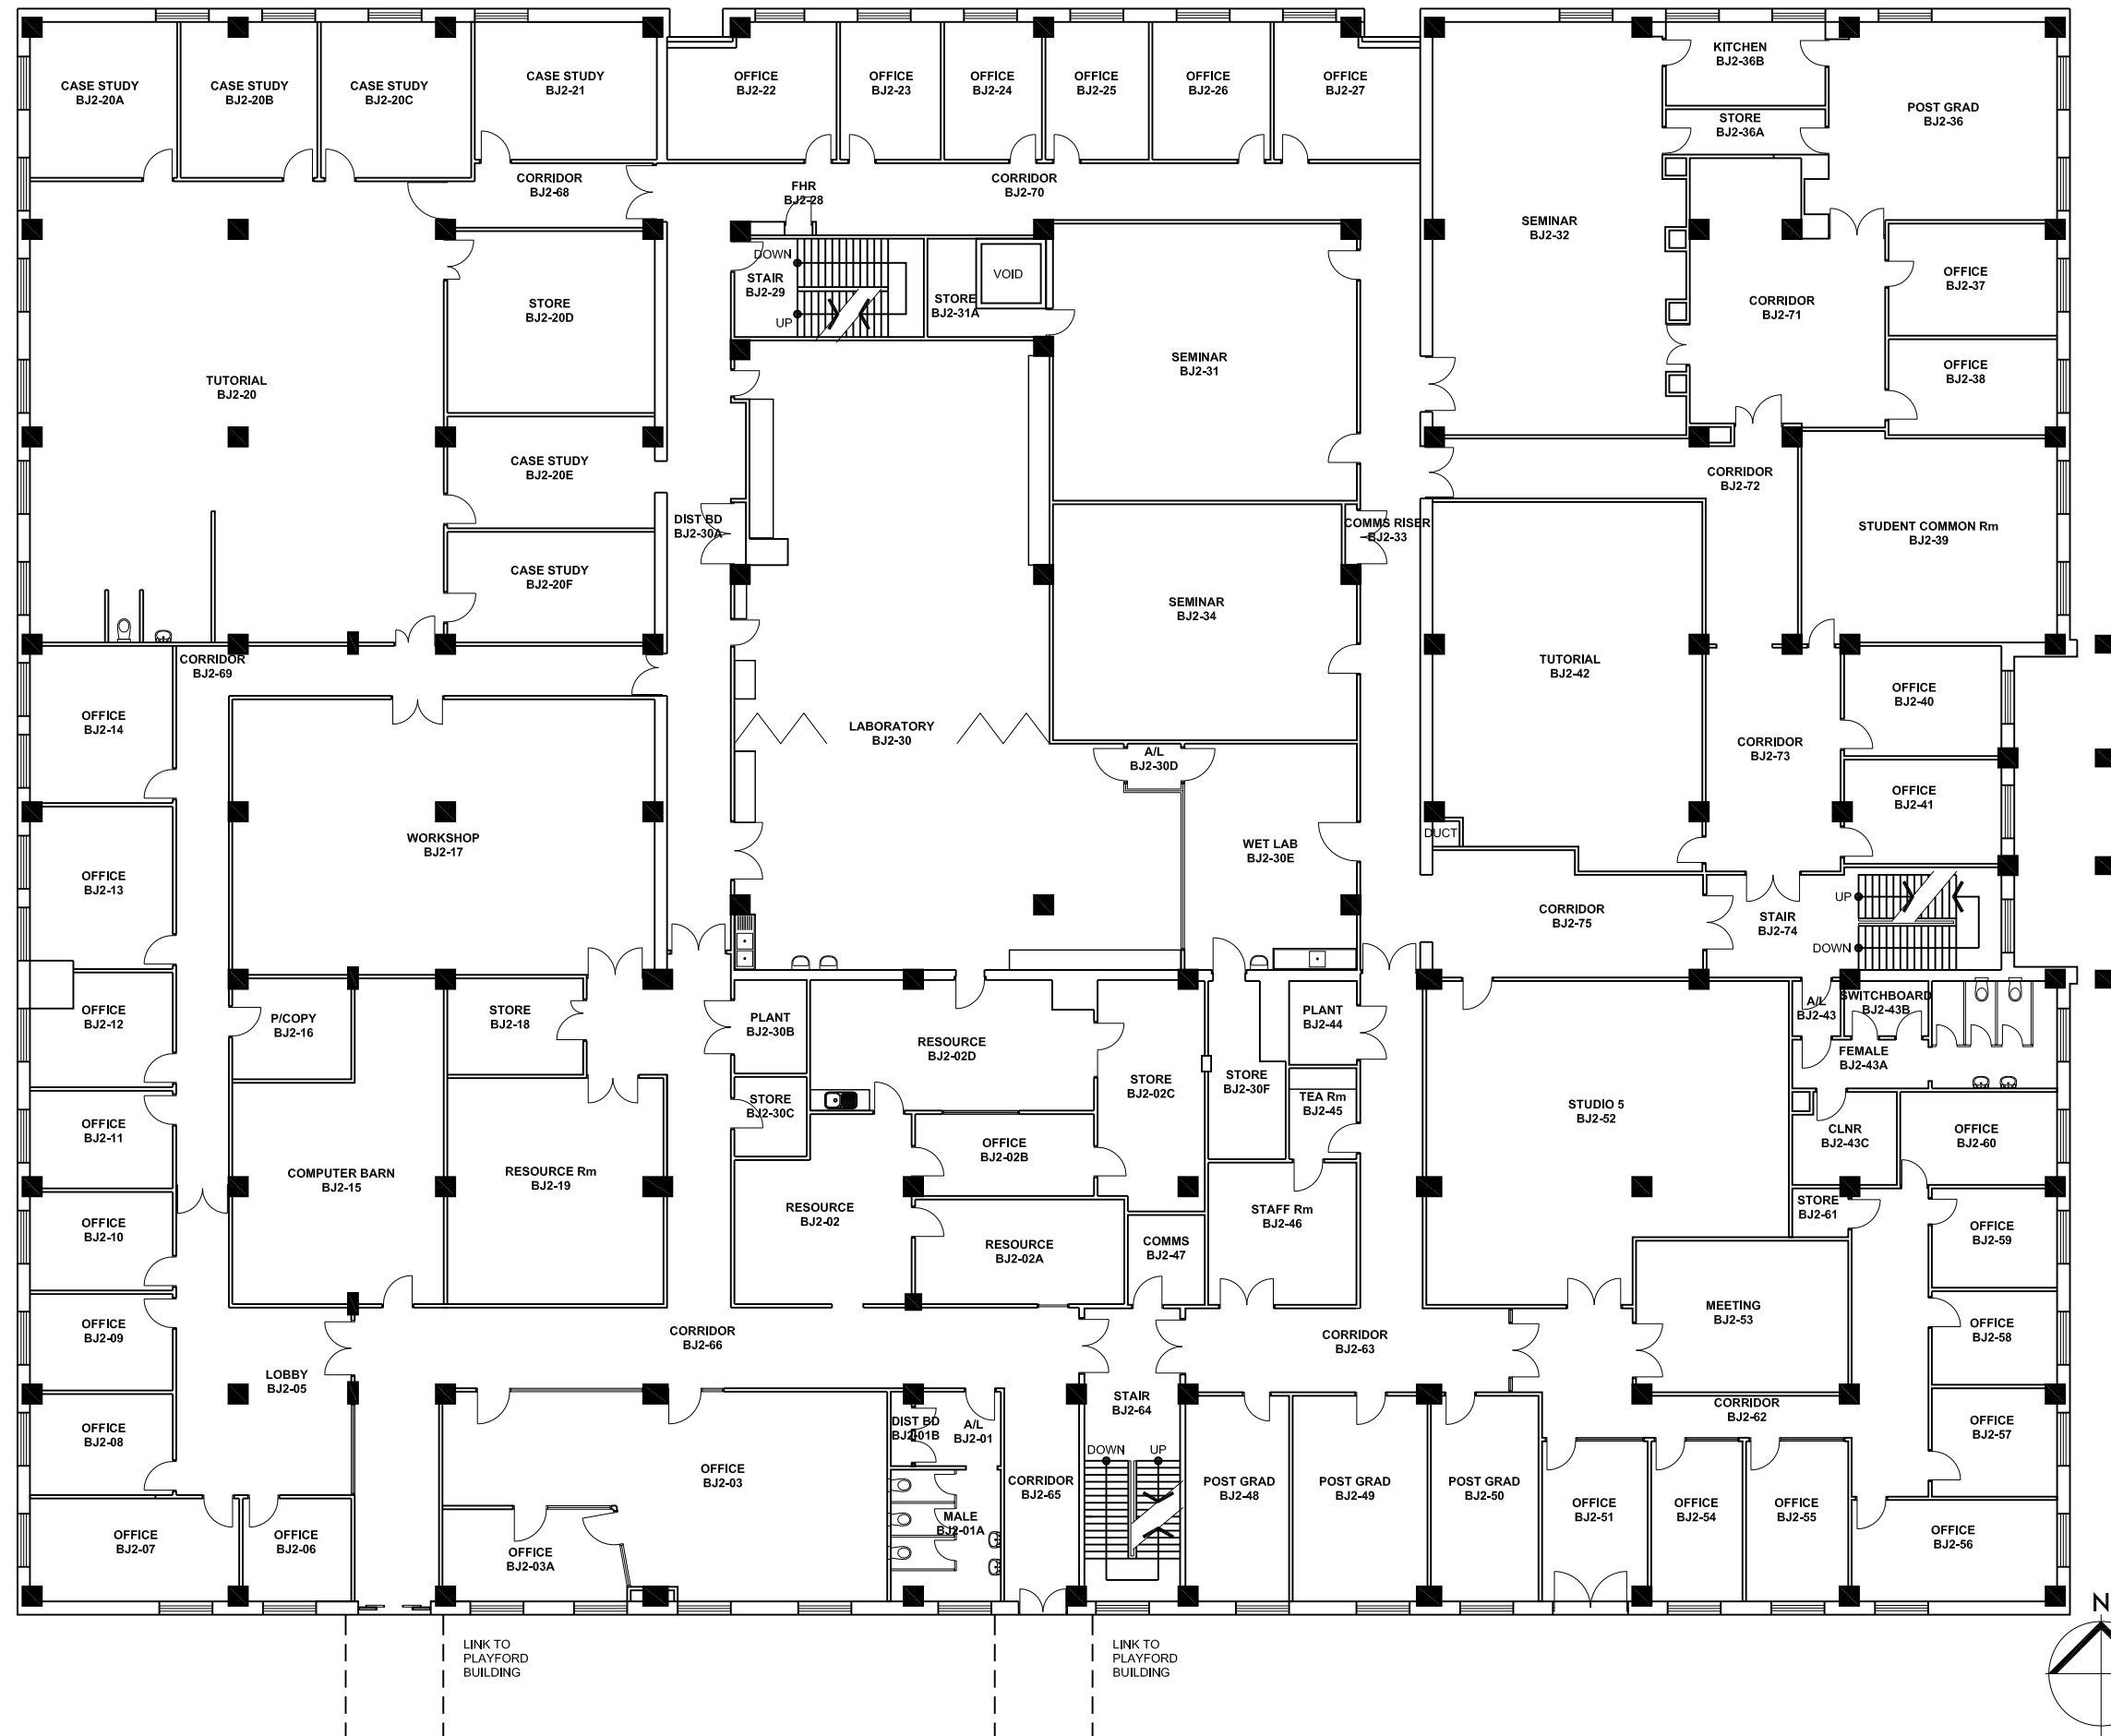 CASE STUDY
BJ2-20A
CASE STUDY
BJ2-20B
CASE STUDY
BJ2-20C
CASE STUDY
BJ2-21
OFFICE
BJ2-22
OFFICE
BJ2-23
OFFICE
BJ2-24
OFFICE
BJ2-25
OFFICE
BJ2-26
OFFICE
BJ2-27
KITCHEN
BJ2-36B
POST GRAD
BJ2-36
STORE
BJ2-36A
CORRIDOR
BJ2-68
FHR
BJ2-28
CORRIDOR
BJ2-70
SEMINAR
BJ2-32
DOWN
STAIR
BJ2-29
UP
VOID
STORE
BJ2-31A
STORE
BJ2-20D
CORRIDOR
BJ2-71
OFFICE
BJ2-37
OFFICE
BJ2-38
TUTORIAL
BJ2-20
SEMINAR
BJ2-31
CASE STUDY
BJ2-20E
CORRIDOR
BJ2-72
DIST BD
BJ2-30A
COMMS RISER
BJ2-33
STUDENT COMMON Rm
BJ2-39
CASE STUDY
BJ2-20F
SEMINAR
BJ2-34
CORRIDOR
BJ2-69
TUTORIAL
BJ2-42
OFFICE
BJ2-40
OFFICE
BJ2-14
LABORATORY
BJ2-30
A/L
BJ2-30D
CORRIDOR
BJ2-73
OFFICE
BJ2-41
WORKSHOP
BJ2-17
WET LAB
BJ2-30E
DUCT
OFFICE
BJ2-13
CORRIDOR
BJ2-75
UP
STAIR
BJ2-74
DOWN
OFFICE
BJ2-12
P/COPY
BJ2-16
STORE
BJ2-18
PLANT
BJ2-30B
RESOURCE
BJ2-02D
PLANT
BJ2-44
A/L
BJ2-43
SWITCHBOARD
BJ2-43B
FEMALE
BJ2-43A
STORE
BJ2-02C
STORE
BJ2-30F
STORE
BJ2-30C
TEA Rm
BJ2-45
STUDIO 5
BJ2-52
OFFICE
BJ2-11
CLNR
BJ2-43C
OFFICE
BJ2-60
OFFICE
BJ2-02B
COMPUTER BARN
BJ2-15
RESOURCE Rm
BJ2-19
RESOURCE
BJ2-02
STAFF Rm
BJ2-46
STORE
BJ2-61
OFFICE
BJ2-10
OFFICE
BJ2-59
RESOURCE
BJ2-02A
COMMS
BJ2-47
MEETING
BJ2-53
OFFICE
BJ2-09
CORRIDOR
BJ2-66
CORRIDOR
BJ2-63
OFFICE
BJ2-58
LOBBY
BJ2-05
STAIR
BJ2-64
CORRIDOR
BJ2-62
OFFICE
BJ2-08
DIST BD
BJ2-01B
A/L
BJ2-01
OFFICE
BJ2-57
DOWN
UP
OFFICE
BJ2-03
CORRIDOR
BJ2-65
POST GRAD
BJ2-48
POST GRAD
BJ2-49
POST GRAD
BJ2-50
OFFICE
BJ2-51
OFFICE
BJ2-54
OFFICE
BJ2-55
MALE
BJ2-01A
OFFICE
BJ2-07
OFFICE
BJ2-06
OFFICE
BJ2-03A
OFFICE
BJ2-56
N
LINK TO
PLAYFORD
BUILDING
LINK TO
PLAYFORD
BUILDING